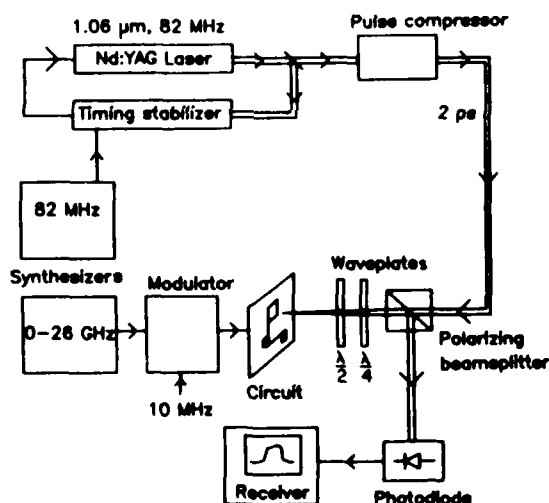 1.06 µm, 82 MHz
Nd:YAG Laser
Pulse compressor
Timing stabilizer
2 ps
82 MHz
Synthesizers
Modulator
Waveplates
0-26 GHz
Polarizing
beamsplitter
λ/2
λ/4
Circuit
10 MHz
Receiver
Photodiode